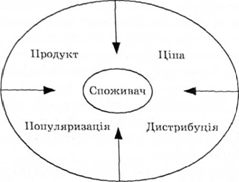 Продукт Ціна
Споживач
Популяризація Дистрибуція